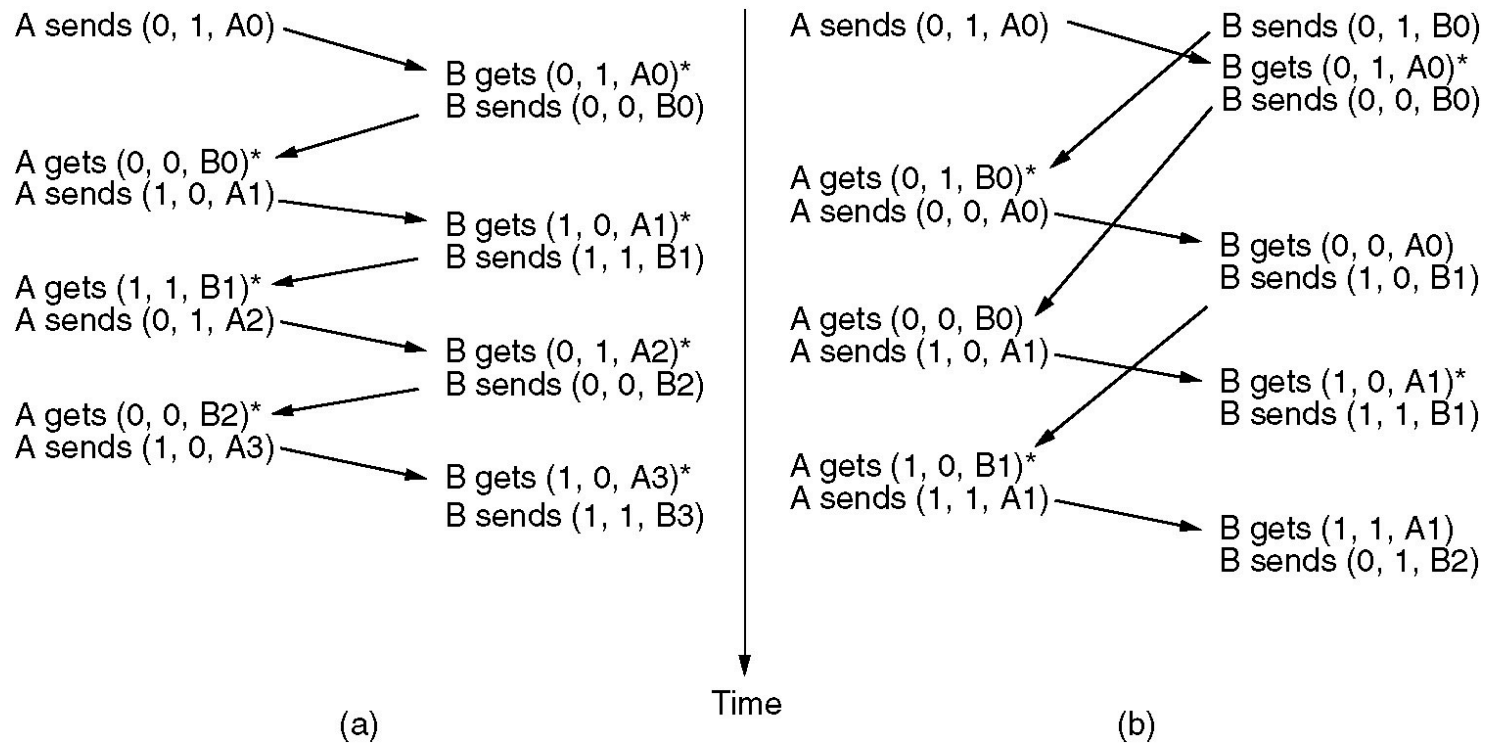 A sends (0, 1, A0)
B gets (0, 1, A0)*
B sends (0, 0, B0)
A gets (0, 0, B0)*
A sends (1, 0, A1)
B gets (1, 0, A1)*
B sends (1, 1, B1)
A gets (1, 1, B1)*
A sends (0, 1, A2)
B gets (0, 1, A2)*
B sends (0, 0, B2)
A gets (0, 0, B2)*
A sends (1, 0, A3)
B gets (1, 0, A3)*
B sends (1, 1, B3)
(a)
Time
A sends (0, 1, A0)
B sends (0, 1, B0)
B gets (0, 1, A0)*
B sends (0, 0, B0)
A gets (0, 1, B0)*
A sends (0, 0, A0)
B gets (0, 0, A0)
B sends (1, 0, B1)
A gets (0, 0, B0)
A sends (1, 0, A1)
B gets (1, 0, A1)*
B sends (1, 1, B1)
A gets (1, 0, B1)*
A sends (1, 1, A1)
B gets (1, 1, A1)
B sends (0, 1, B2)
(b)